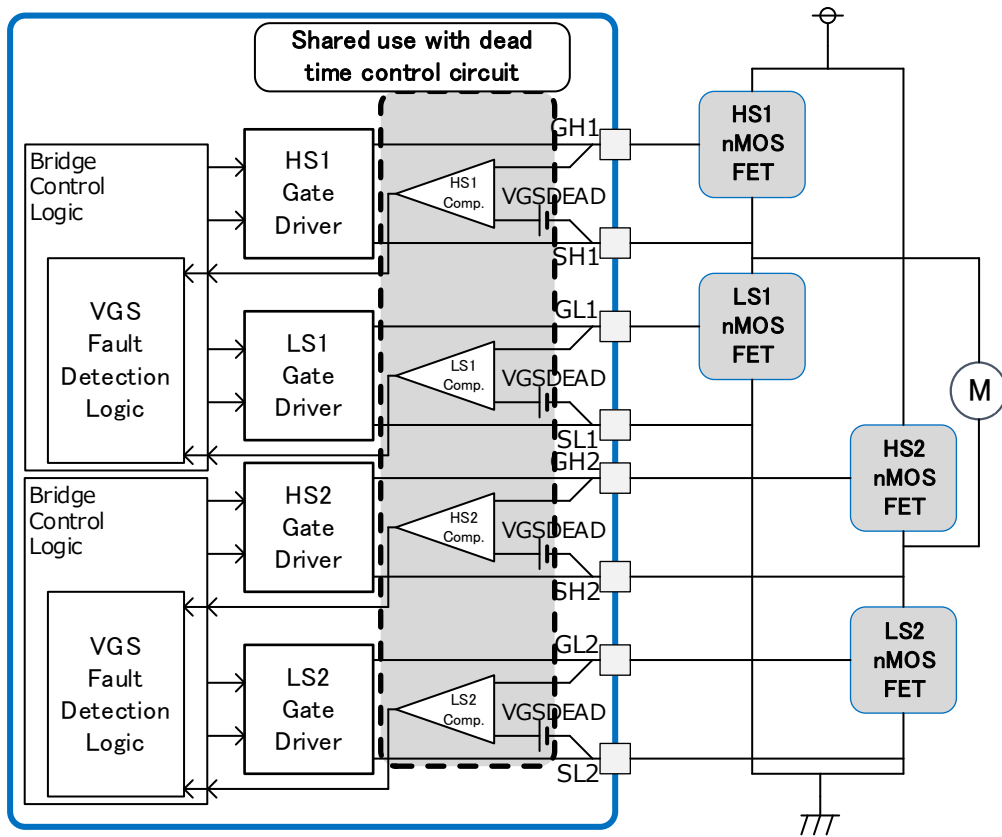 Shared use with dead
time control circuit
Bridge
Control
Logic
VGS
Fault
Detection
Logic
HS1
Gate
Driver
HS1
Comp.
GH1
VGSDEAD
SH1
HS1
nMOS
FET
LS1
Gate
Driver
LS1
Comp.
GL1
VGSDEAD
SL1
LS1
nMOS
FET
M
Bridge
Control
Logic
VGS
Fault
Detection
Logic
HS2
Gate
Driver
HS2
Comp.
GH2
VGSDEAD
SH2
HS2
nMOS
FET
LS2
Gate
Driver
LS2
Comp.
GL2
VGSDEAD
SL2
LS2
nMOS
FET